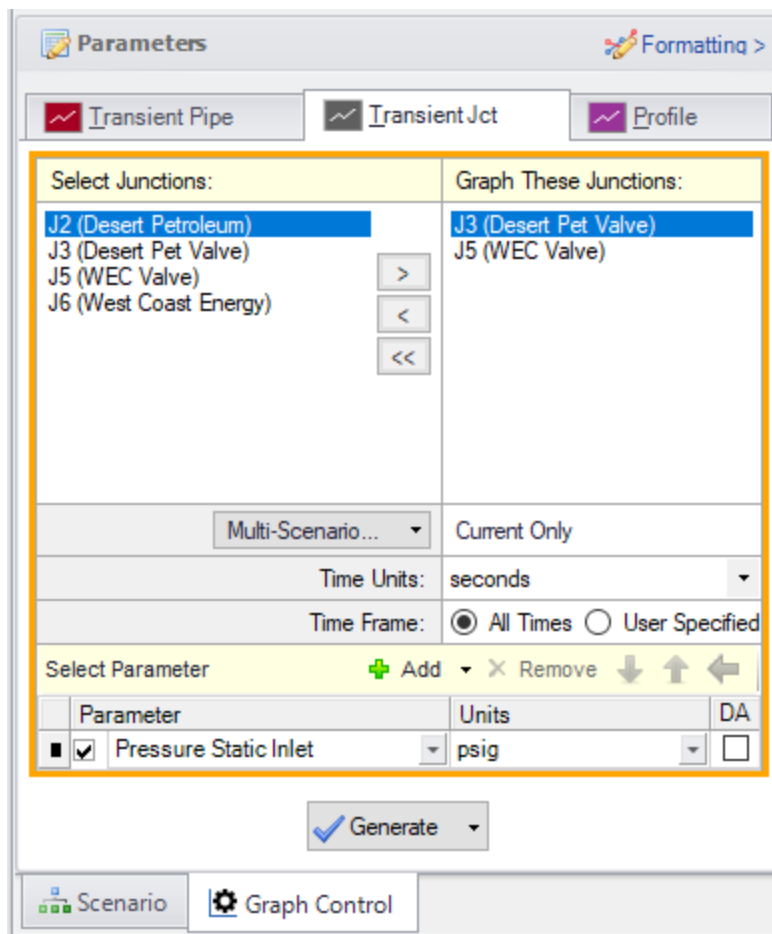 Parameters
Formatting >
Transient Pipe
Transient Jct
Profile
Select Junctions:
Graph These Junctions:
J2 (Desert Petroleum)
J3 (Desert Pet Valve)
J5 (WEC Valve)
J6 (West Coast Energy)
>
<
<<
J3 (Desert Pet Valve)
J5 (WEC Valve)
Multi-Scenario...
Current Only
Time Units:
seconds
Time Frame:
All Times
User Specified
Select Parameter
Add
Remove
Parameter
Units
DA
Pressure Static Inlet
psig
Generate
Scenario
Graph Control